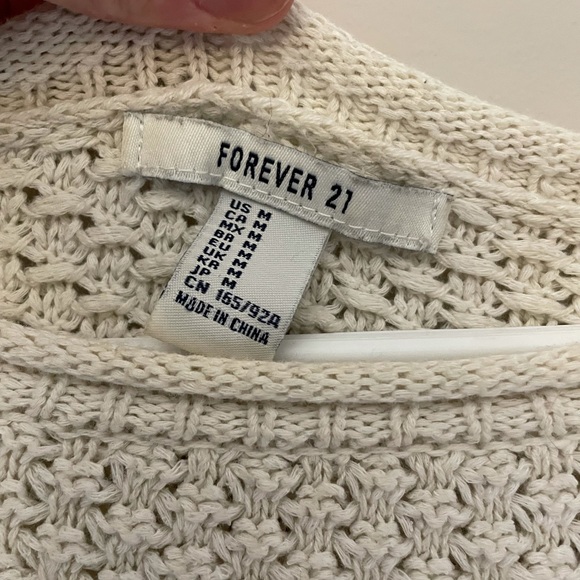 FOREVER 21
US M
CA M
MX M
BR M
EU M
UK M
KR M
JP M
CN 165/92A
MADE IN CHINA